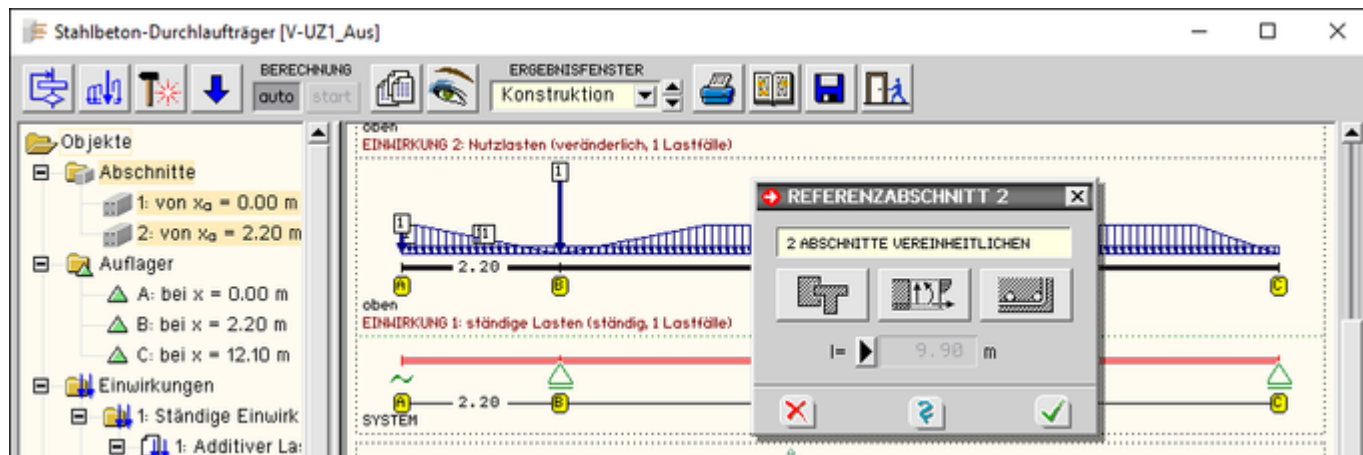 Stahlbeton-Durchlaufträger [V-UZ1_Aus]
BERECHNUNG
auto start
ERGEBNISFENSTER
Konstruktion
Objekte
Abschnitte
1: von xa = 0.00 m
2: von xa = 2.20 m
Auflager
A: bei x = 0.00 m
B: bei x = 2.20 m
C: bei x = 12.10 m
Einwirkungen
1: Ständige Einwirk
1: Additiver La
oben
EINWIRKUNG 2: Nutzlasten (veränderlich, 1 Lastfälle)
1
1
1
2.20
A B C
oben
EINWIRKUNG 1: ständige Lasten (ständig, 1 Lastfälle)
A 2.20 B C
SYSTEM
REFERENZABSCHNITT 2
2 ABSCHNITTE VEREINHEITLICHEN
l= 9.90 m